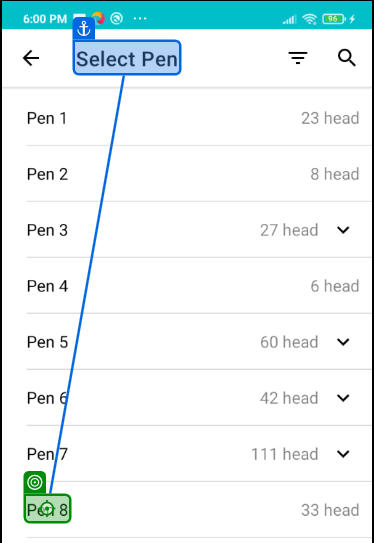 6:00 PM ... 96
Select Pen
Pen 1 23 head
Pen 2 8 head
Pen 3 27 head
Pen 4 6 head
Pen 5 60 head
Pen 6 42 head
Pen 7 111 head
Pen 8 33 head